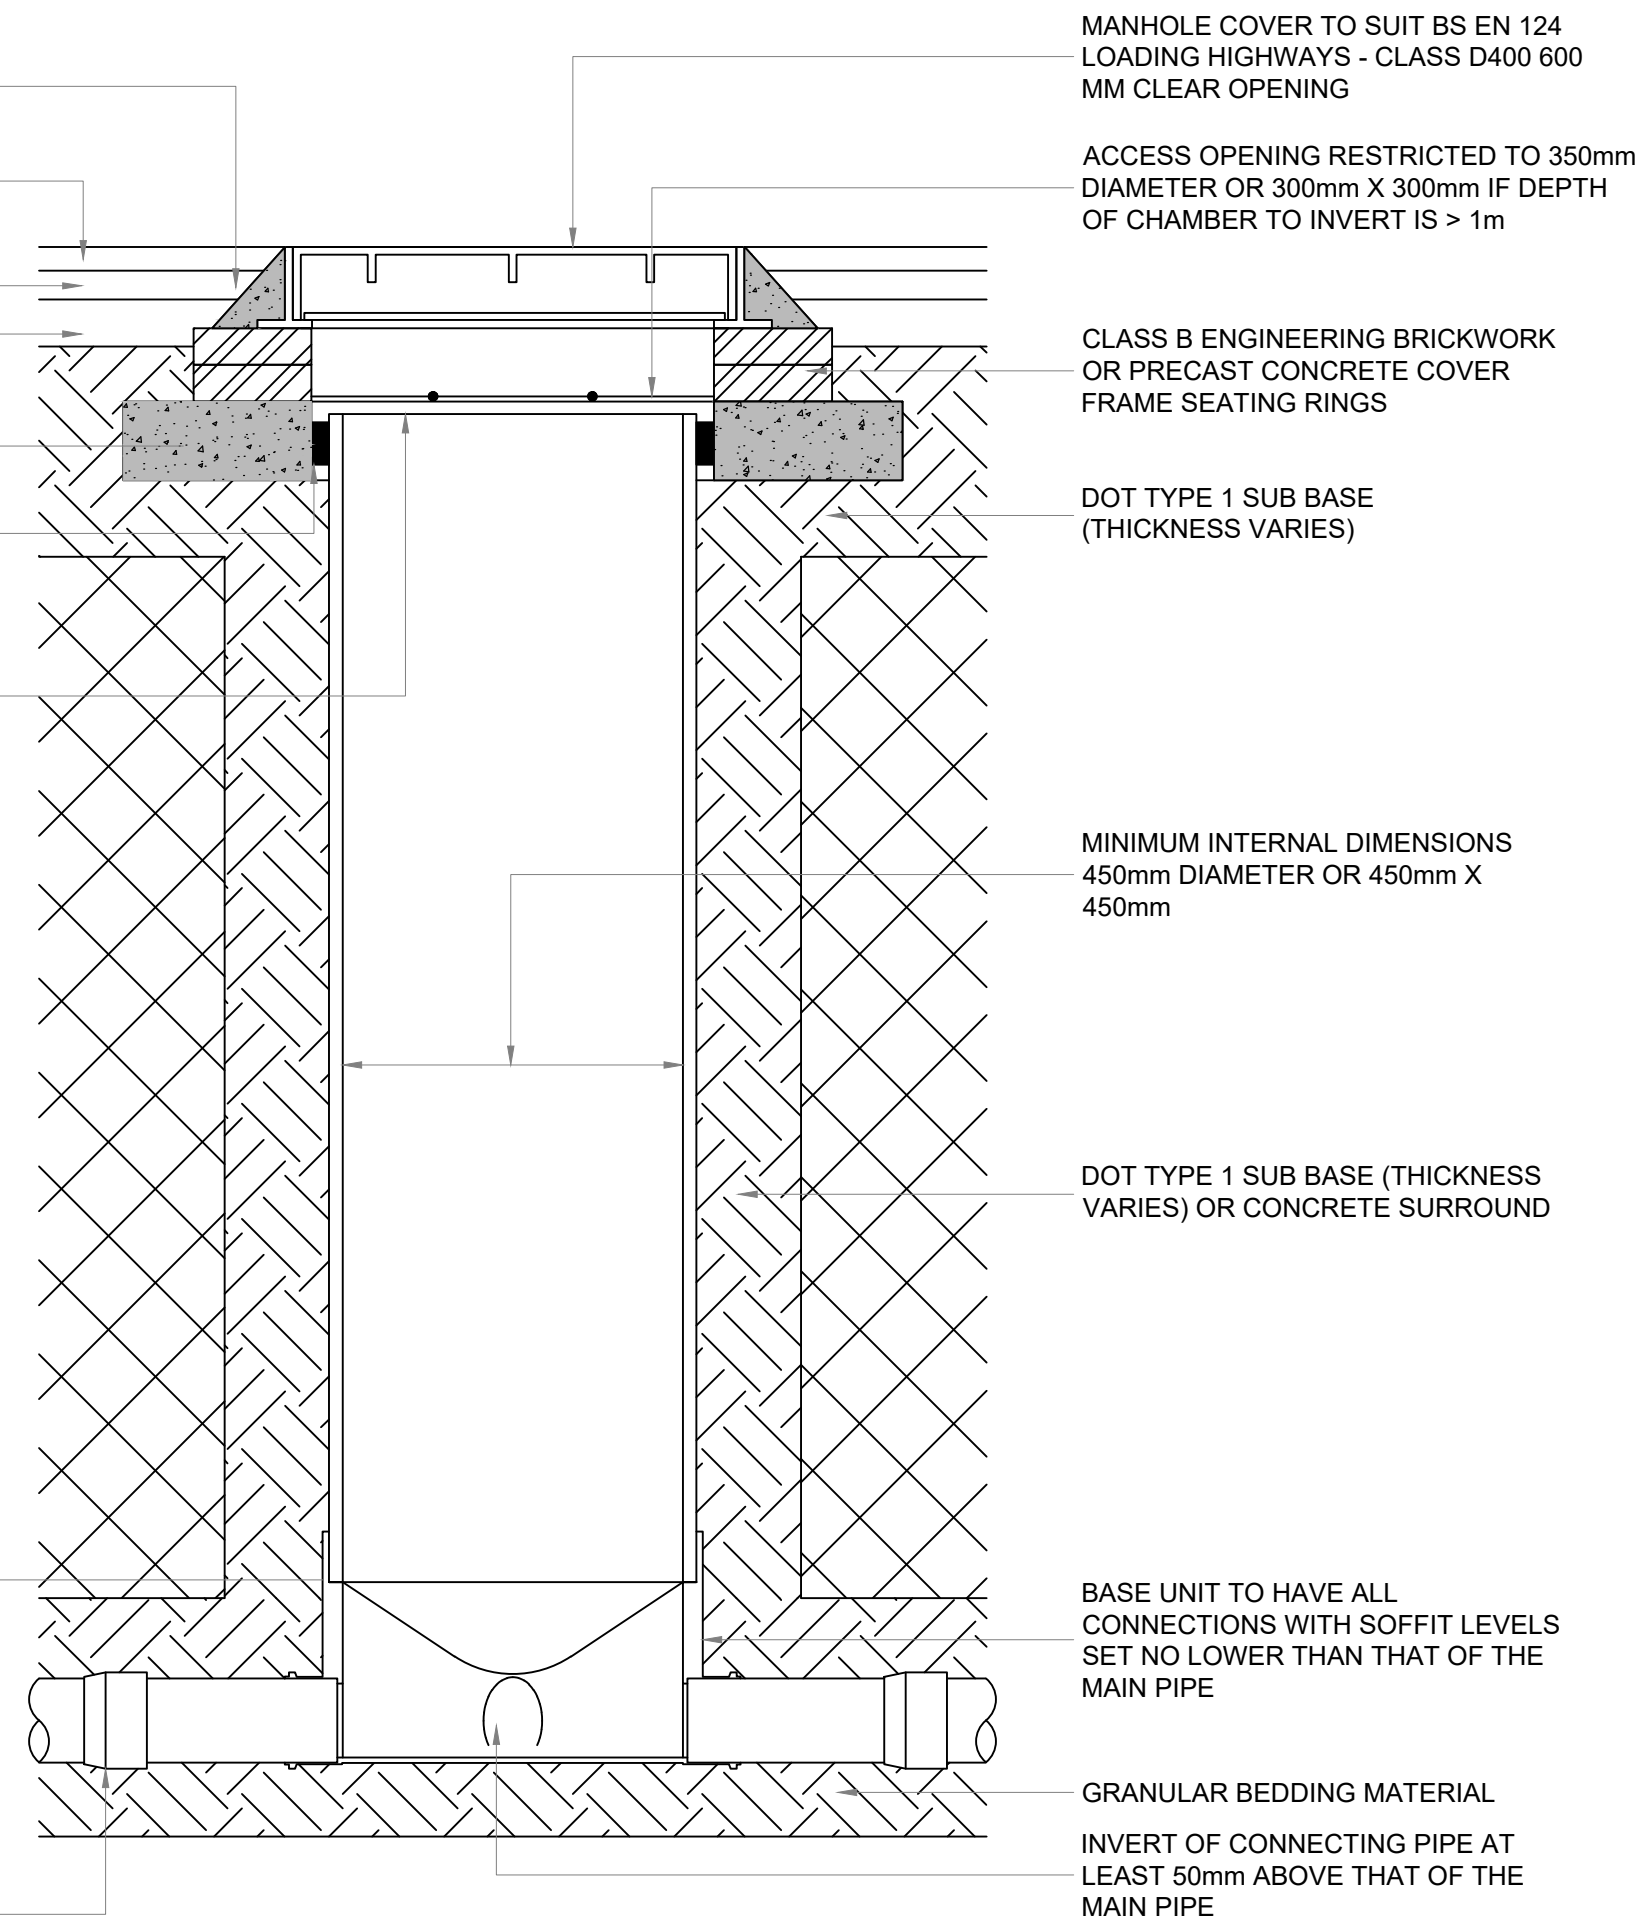 MANHOLE COVER TO SUIT BS EN 124
LOADING HIGHWAYS - CLASS D400 600
MM CLEAR OPENING
ACCESS OPENING RESTRICTED TO 350mm
DIAMETER OR 300mm X 300mm IF DEPTH
OF CHAMBER TO INVERT IS > 1m
CLASS B ENGINEERING BRICKWORK
OR PRECAST CONCRETE COVER
FRAME SEATING RINGS
DOT TYPE 1 SUB BASE
(THICKNESS VARIES)
MINIMUM INTERNAL DIMENSIONS
450mm DIAMETER OR 450mm X
450mm
DOT TYPE 1 SUB BASE (THICKNESS
VARIES) OR CONCRETE SURROUND
BASE UNIT TO HAVE ALL
CONNECTIONS WITH SOFFIT LEVELS
SET NO LOWER THAN THAT OF THE
MAIN PIPE
GRANULAR BEDDING MATERIAL
INVERT OF CONNECTING PIPE AT
LEAST 50mm ABOVE THAT OF THE
MAIN PIPE